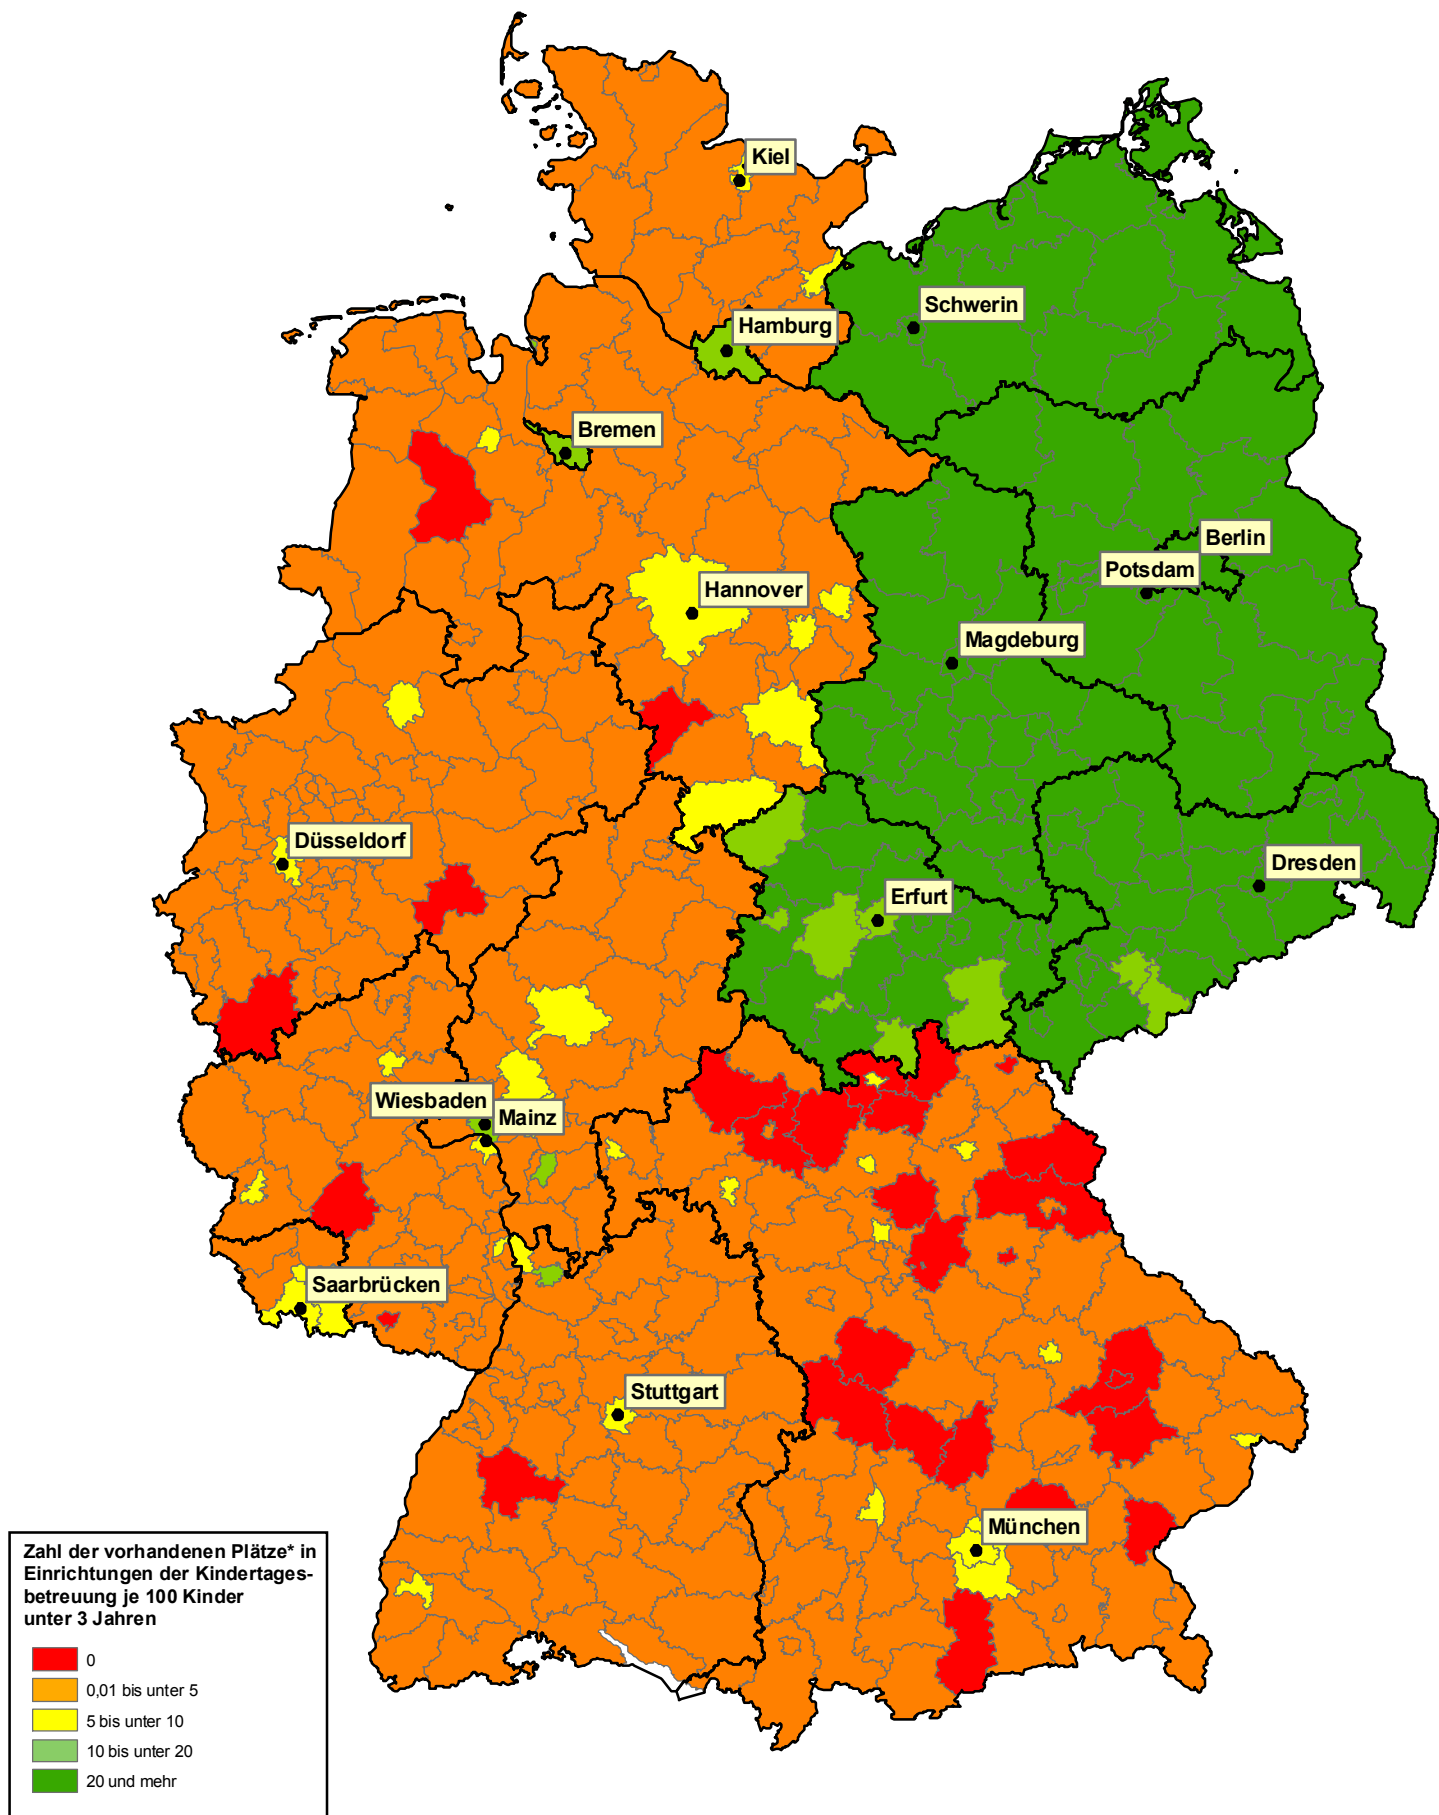 Kiel
Schwerin
Hamburg
Bremen
Berlin
Potsdam
Hannover
Magdeburg
Düsseldorf
Dresden
Erfurt
Wiesbaden
Mainz
Saarbrücken
Stuttgart
München
Zahl der vorhandenen Plätze* in
Einrichtungen der Kindertages-
betreuung je 100 Kinder
unter 3 Jahren
0
0,01 bis unter 5
5 bis unter 10
10 bis unter 20
20 und mehr